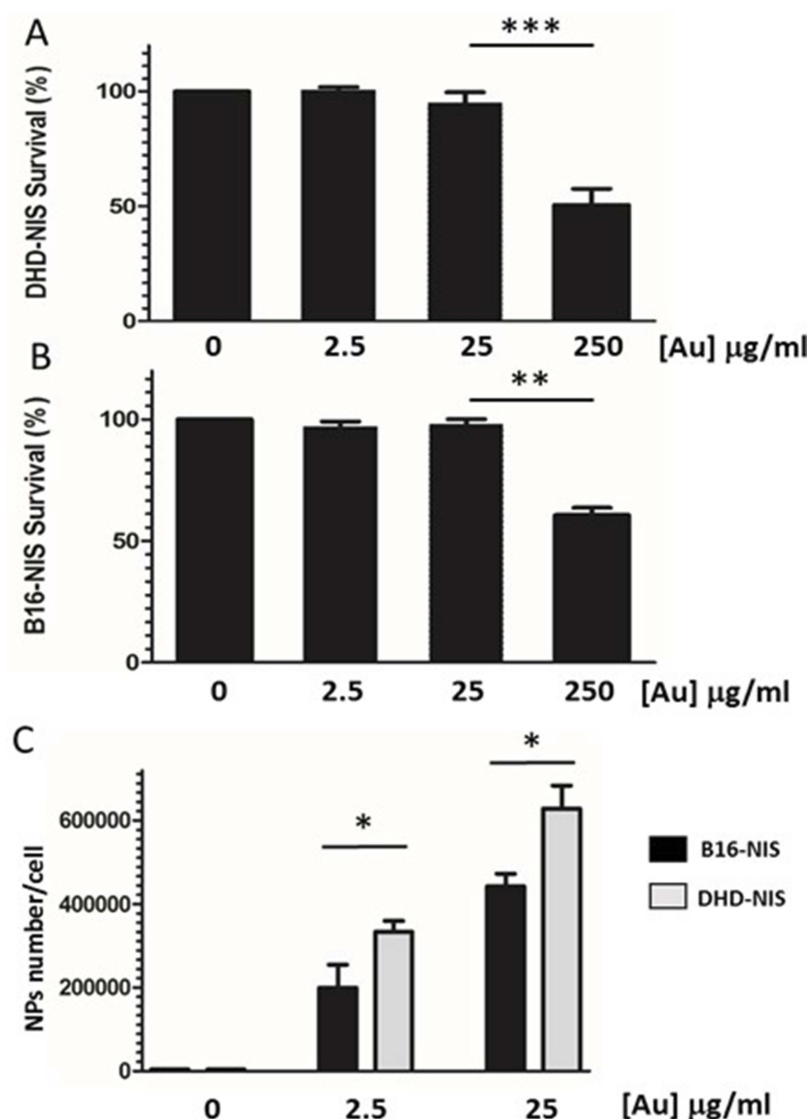 A
***
DHD-NIS Survival (%)
100
50
0
0 2.5 25 250 [Au] μg/ml
B
**
B16-NIS Survival (%)
100
50
0
0 2.5 25 250 [Au] μg/ml
C
*
*
NPs number/cell
600000
400000
200000
0
B16-NIS
DHD-NIS
0 2.5 25 [Au] μg/ml